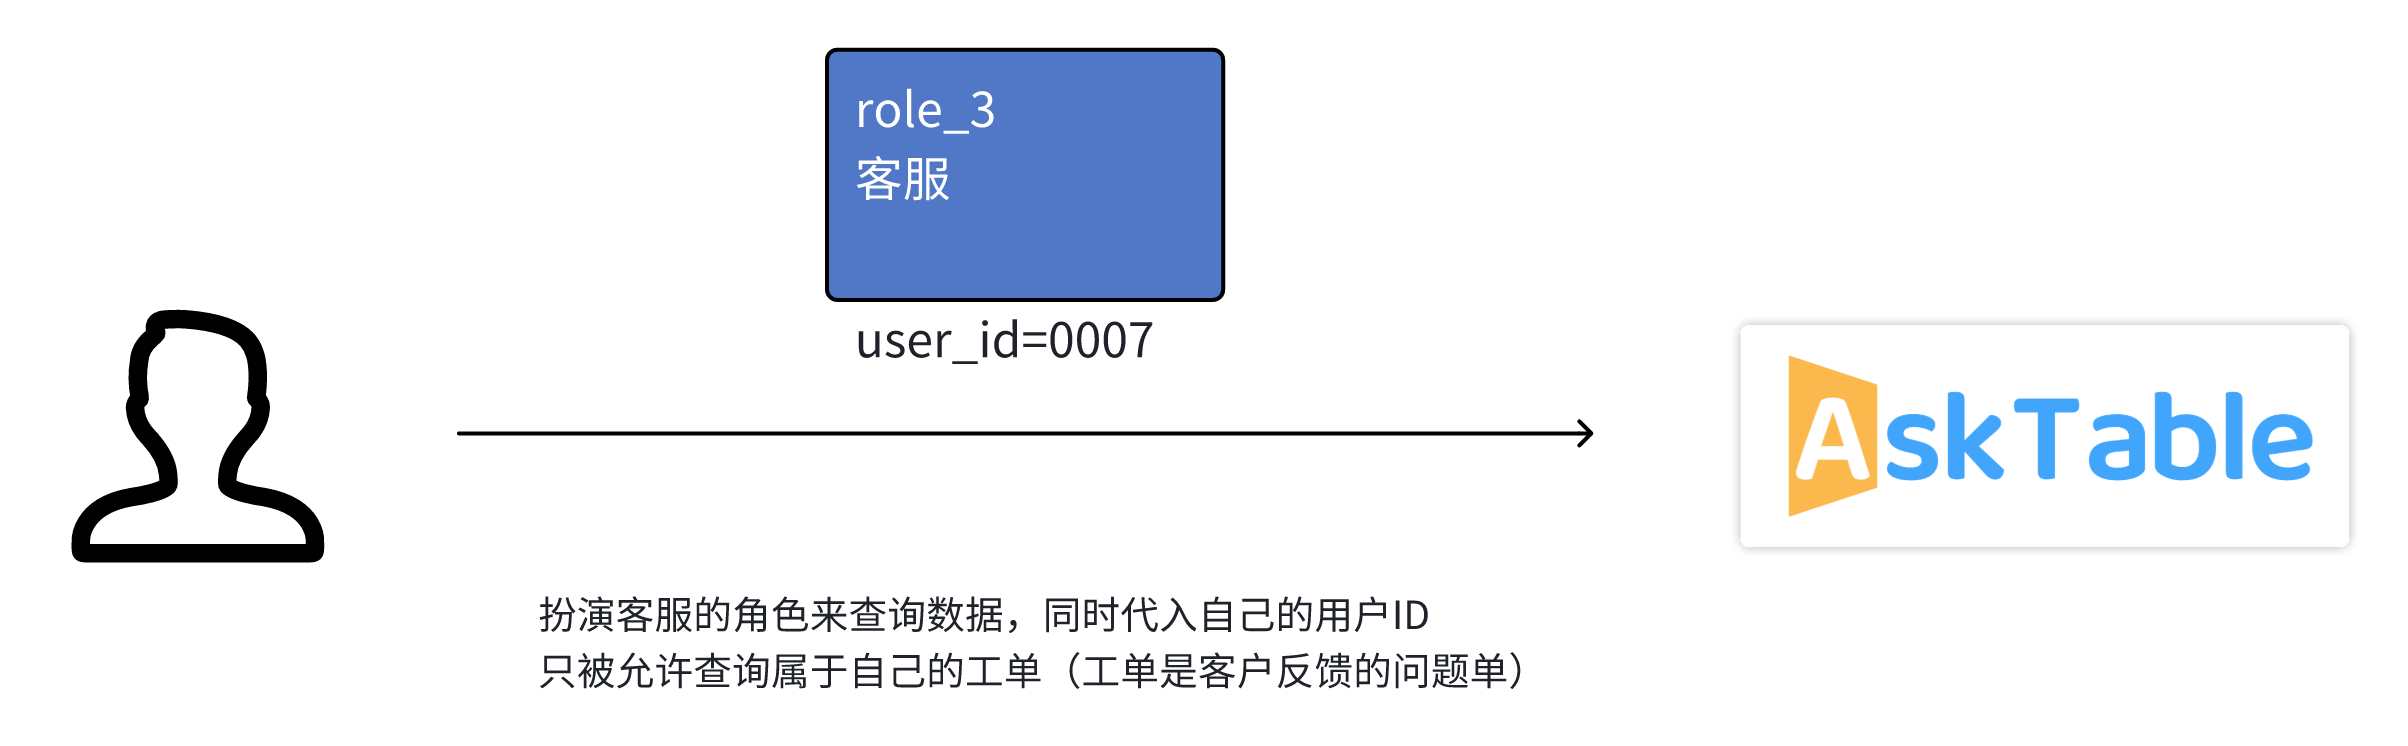 role_3
客服
user_id=0007
AskTable
扮演客服的角色来查询数据，同时代入自己的用户ID
只被允许查询属于自己的工单（工单是客户反馈的问题单）